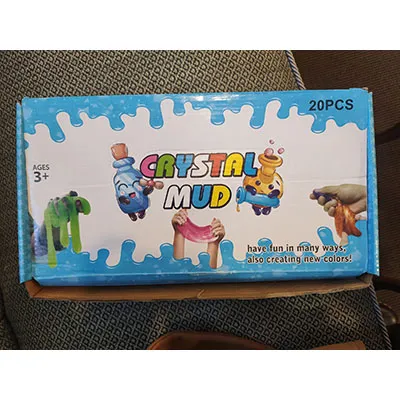 20PCS
AGES
3+
CRYSTAL
MUD
have fun in many ways,
also creating new colors!